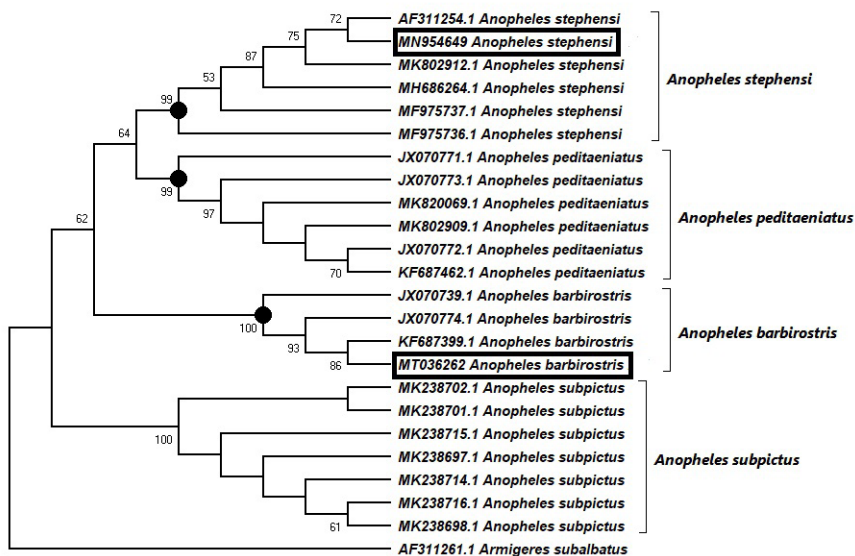 72
AF311254.1 Anopheles stephensi
75
MN954649 Anopheles stephensi
87
MK802912.1 Anopheles stephensi
53
MH686264.1 Anopheles stephensi
Anopheles stephensi
99
MF975737.1 Anopheles stephensi
64
MF975736.1 Anopheles stephensi
JX070771.1 Anopheles peditaeniatus
99
JX070773.1 Anopheles peditaeniatus
97
MK820069.1 Anopheles peditaeniatus
Anopheles peditaeniatus
62
MK802909.1 Anopheles peditaeniatus
JX070772.1 Anopheles peditaeniatus
70
KF687462.1 Anopheles peditaeniatus
JX070739.1 Anopheles barbirostris
100
JX070774.1 Anopheles barbirostris
Anopheles barbirostris
93
KF687399.1 Anopheles barbirostris
86
MT036262 Anopheles barbirostris
MK238702.1 Anopheles subpictus
MK238701.1 Anopheles subpictus
100
MK238715.1 Anopheles subpictus
MK238697.1 Anopheles subpictus
Anopheles subpictus
MK238714.1 Anopheles subpictus
MK238716.1 Anopheles subpictus
61
MK238698.1 Anopheles subpictus
AF311261.1 Armigeres subalbatus